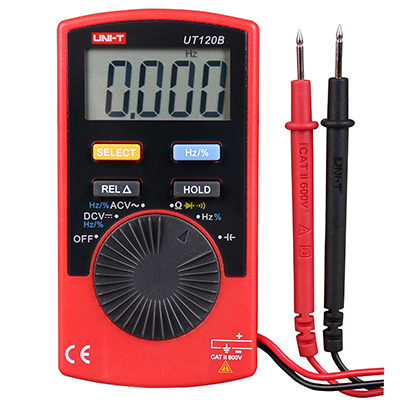 UNI-T UT120B
Hz
0.000
SELECT Hz/%
REL △ HOLD
Hz/% ACV~ Ω
DCV Hz%
Hz/%
OFF
CE
CAT II 600V
CAT II 600V
UNI-T